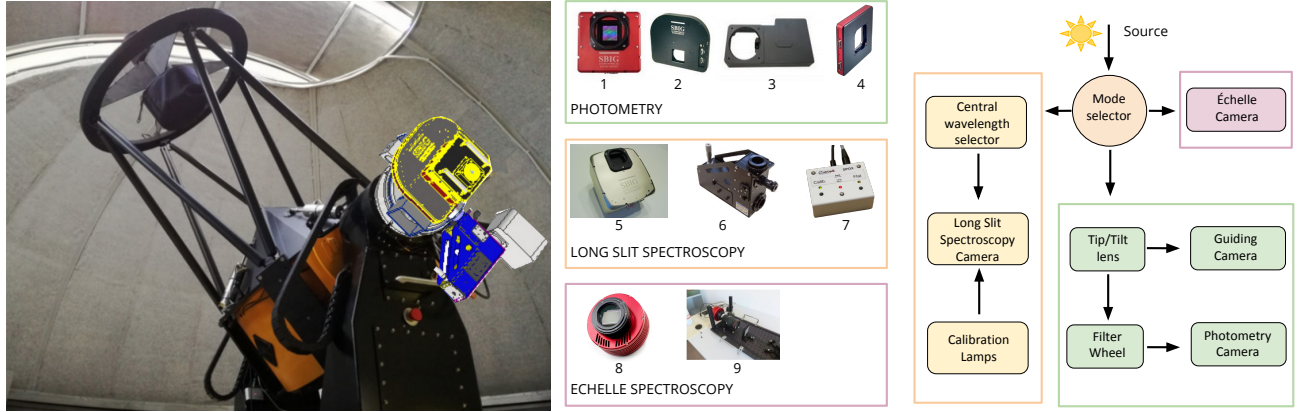 SBIG
1
SBIG
2
3
4
PHOTOMETRY
5
6
7
LONG SLIT SPECTROSCOPY
8
9
ECHELLE SPECTROSCOPY
Source
Mode
selector
Échelle
Camera
Central
wavelength
selector
Long Slit
Spectroscopy
Camera
Calibration
Lamps
Tip/Tilt
lens
Guiding
Camera
Filter
Wheel
Photometry
Camera